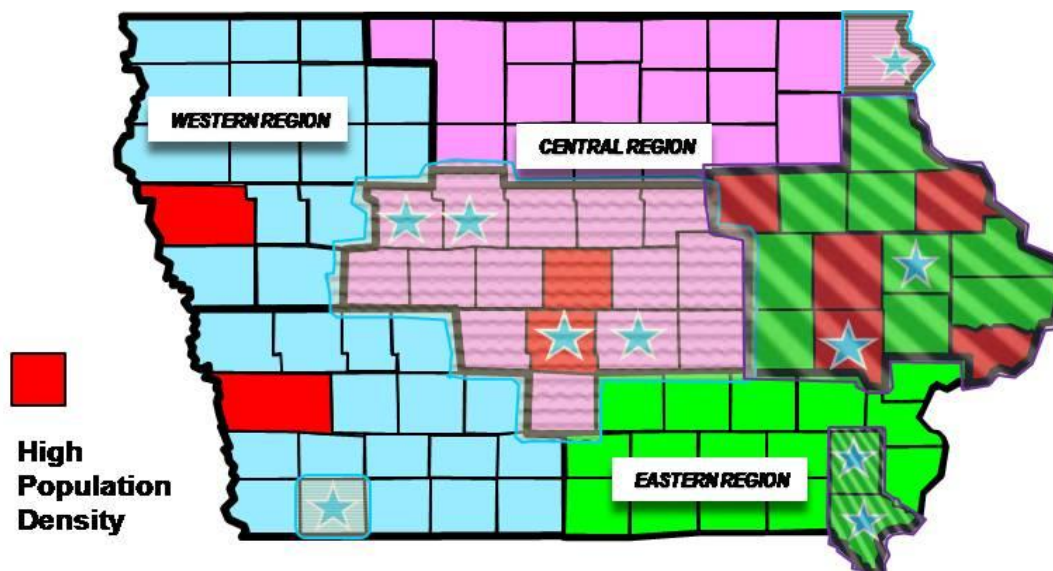 WESTERN REGION
CENTRAL REGION
High
Population
Density
EASTERN REGION